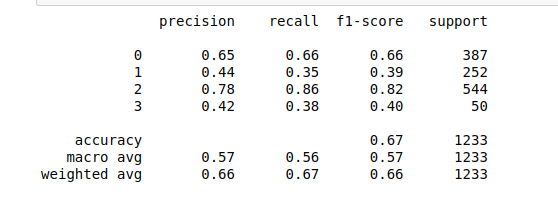 precision recall f1-score support
0 0.65 0.66 0.66 387
1 0.44 0.35 0.39 252
2 0.78 0.86 0.82 544
3 0.42 0.38 0.40 50
accuracy 0.67 1233
macro avg 0.57 0.56 0.57 1233
weighted avg 0.66 0.67 0.66 1233